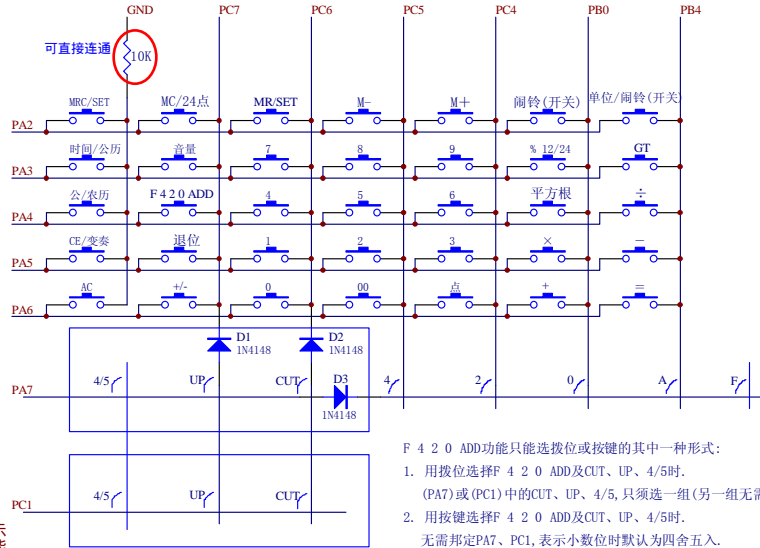 GND PC7 PC6 PC5 PC4 PB0 PB4
可直接连通 10K
MRC/SET MC/24点 MR/SET M- M+ 闹铃(开关) 单位/闹铃(开关)
PA2
时间/公历 音量 7 8 9 % 12/24 GT
PA3
公/农历 F 4 2 0 ADD 4 5 6 平方根 ÷
PA4
CE/变奏 退位 1 2 3 × -
PA5
AC +/- 0 00 点 + =
PA6
D1 D2
1N4148 1N4148
4/5 UP CUT D3 4 2 0 A F
PA7
1N4148
F 4 2 0 ADD功能只能选拨位或按键的其中一种形式:
1. 用拨位选择F 4 2 0 ADD及CUT、UP、4/5时.
(PA7)或(PC1)中的CUT、UP、4/5,只须选一组(另一组无需
4/5 UP CUT
PC1
2. 用按键选择F 4 2 0 ADD及CUT、UP、4/5时.
无需邦定PA7、PC1,表示小数位时默认为四舍五入.